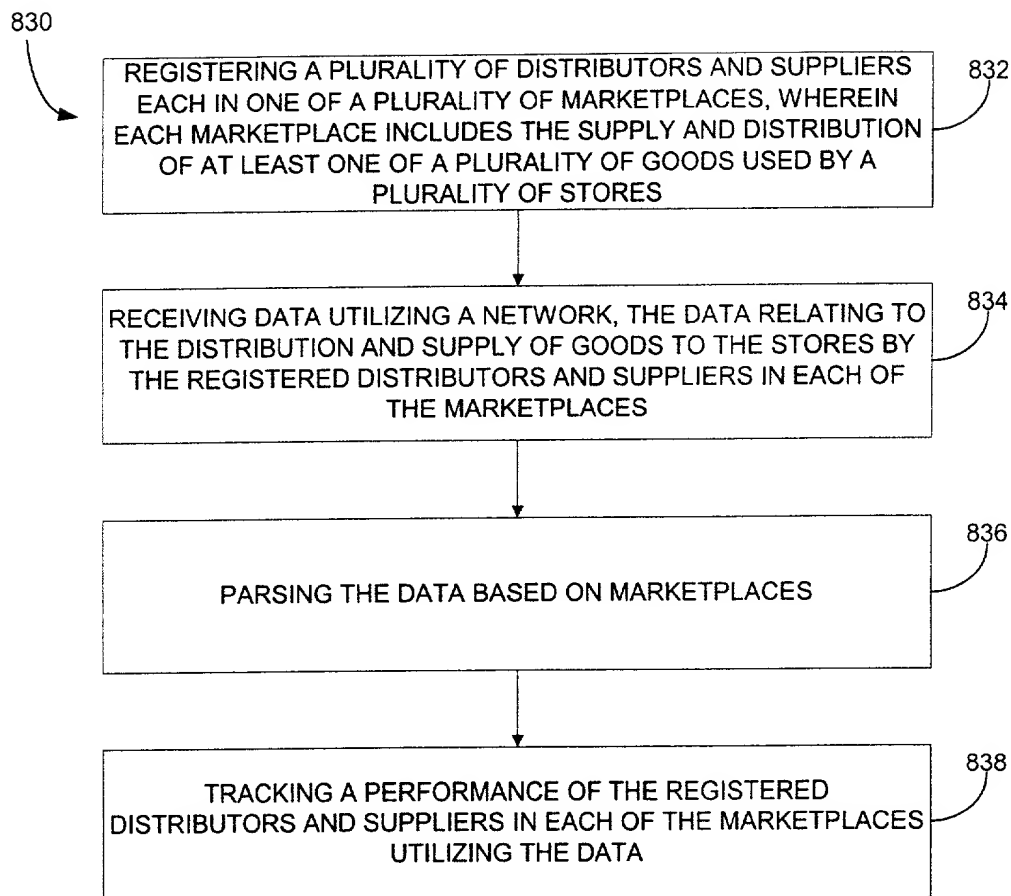 830
REGISTERING A PLURALITY OF DISTRIBUTORS AND SUPPLIERS
EACH IN ONE OF A PLURALITY OF MARKETPLACES, WHEREIN
EACH MARKETPLACE INCLUDES THE SUPPLY AND DISTRIBUTION
OF AT LEAST ONE OF A PLURALITY OF GOODS USED BY A
PLURALITY OF STORES
832
RECEIVING DATA UTILIZING A NETWORK, THE DATA RELATING TO
THE DISTRIBUTION AND SUPPLY OF GOODS TO THE STORES BY
THE REGISTERED DISTRIBUTORS AND SUPPLIERS IN EACH OF
THE MARKETPLACES
834
PARSING THE DATA BASED ON MARKETPLACES
836
TRACKING A PERFORMANCE OF THE REGISTERED
DISTRIBUTORS AND SUPPLIERS IN EACH OF THE MARKETPLACES
UTILIZING THE DATA
838